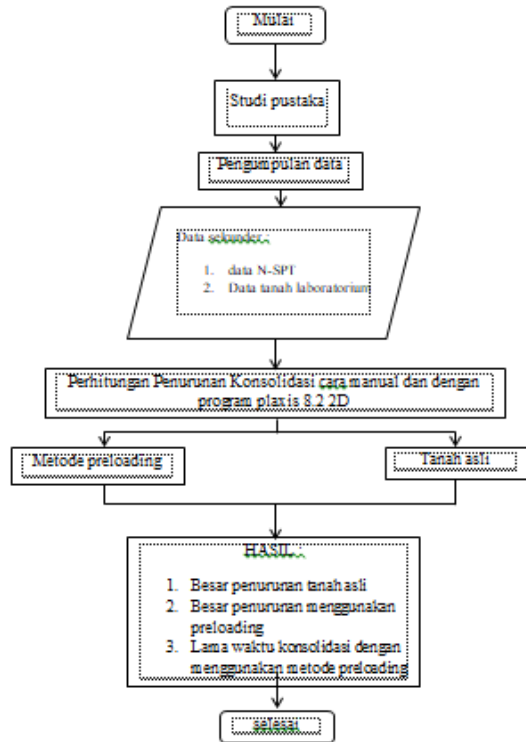 Mulai
Studi pustaka
Pengumpulan data
Data sekunder :
1. data N-SPT
2. Data tanah laboratorium
Perhitungan Penurunan Konsolidasi cara manual dan dengan
program plaxis 8.2 2D
Metode preloading
Tanah asli
HASIL :
1. Besar penurunan tanah asli
2. Besar penurunan menggunakan
preloading
3. Lama waktu konsolidasi dengan
menggunakan metode preloading
selesai